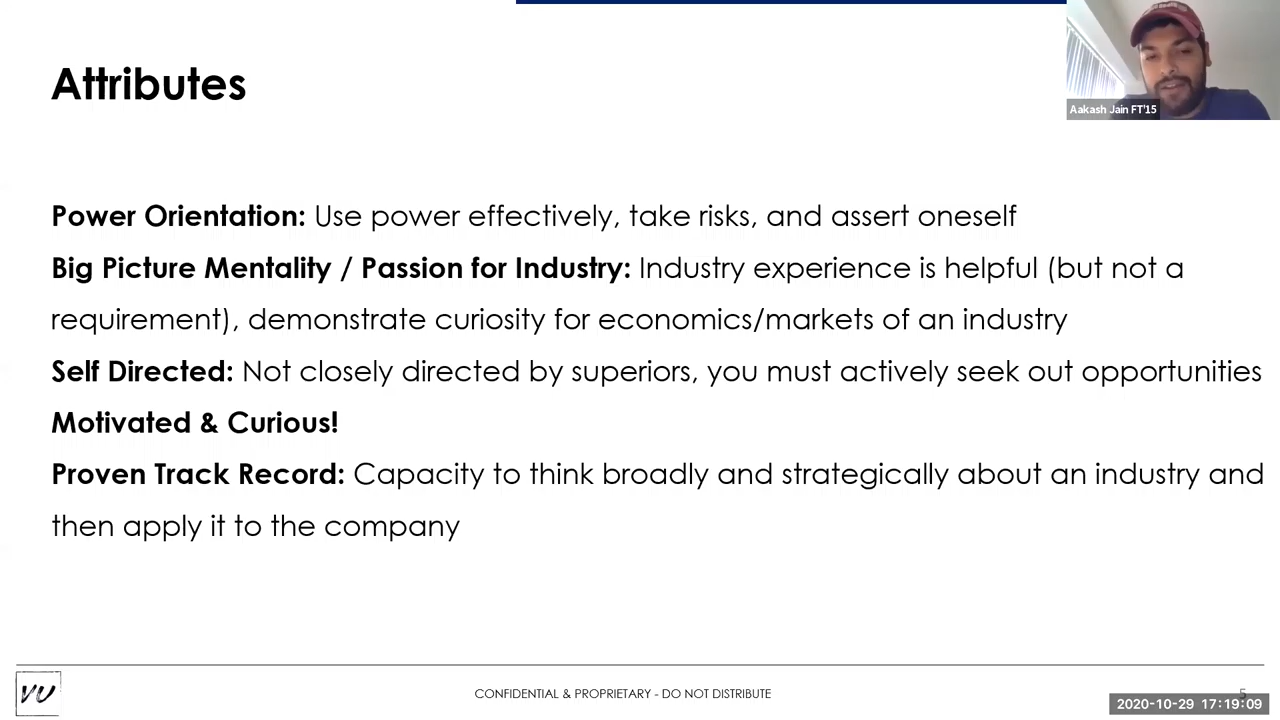 Attributes
Aakash Jain FT'15
Power Orientation: Use power effectively, take risks, and assert oneself
Big Picture Mentality / Passion for Industry: Industry experience is helpful (but not a
requirement), demonstrate curiosity for economics/markets of an industry
Self Directed: Not closely directed by superiors, you must actively seek out opportunities
Motivated & Curious!
Proven Track Record: Capacity to think broadly and strategically about an industry and
then apply it to the company
VU
CONFIDENTIAL & PROPRIETARY - DO NOT DISTRIBUTE
5
2020-10-29 17:19:09